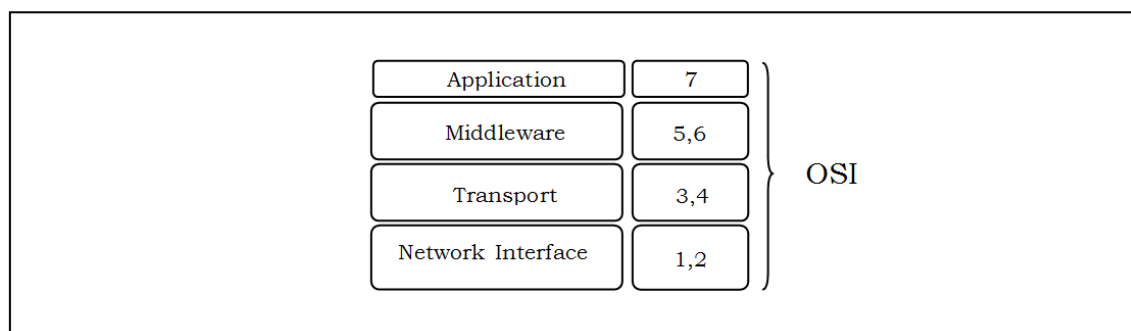 Application 7
Middleware 5,6
Transport 3,4
Network Interface 1,2
OSI